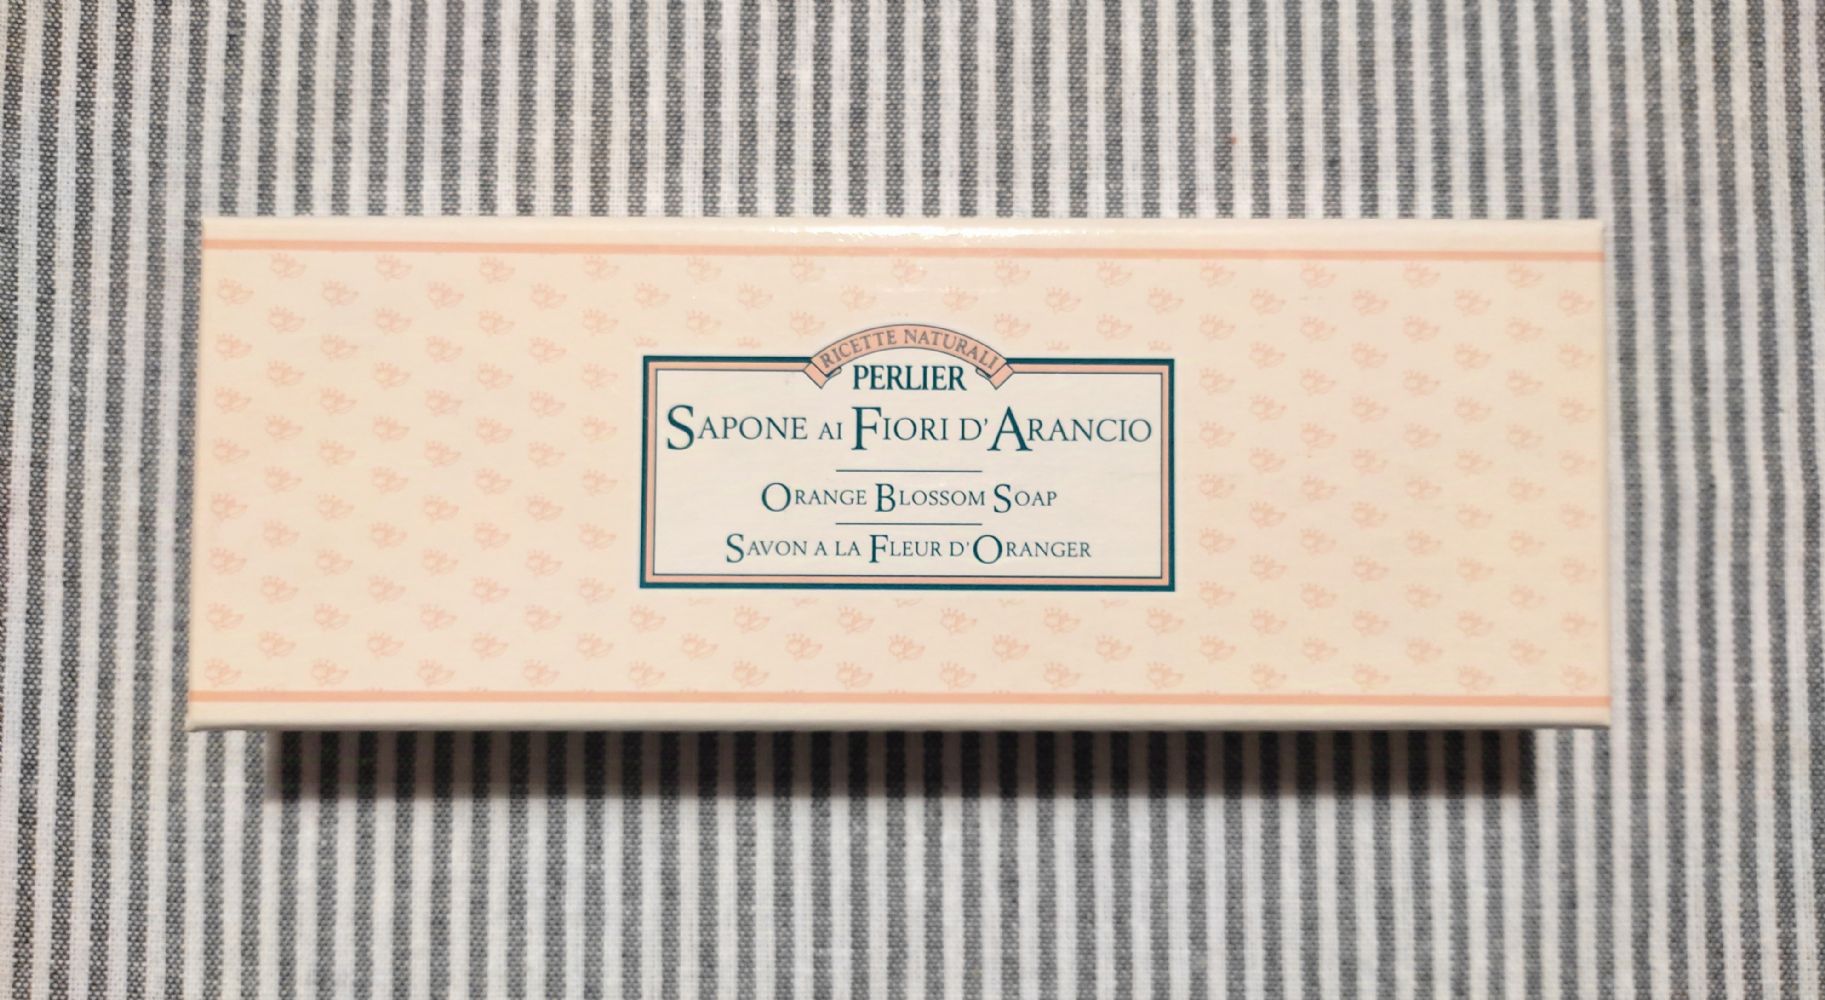 RICETTE NATURALI
PERLIER
SAPONE AI FIORI D'ARANCIO
ORANGE BLOSSOM SOAP
SAVON A LA FLEUR D'ORANGER